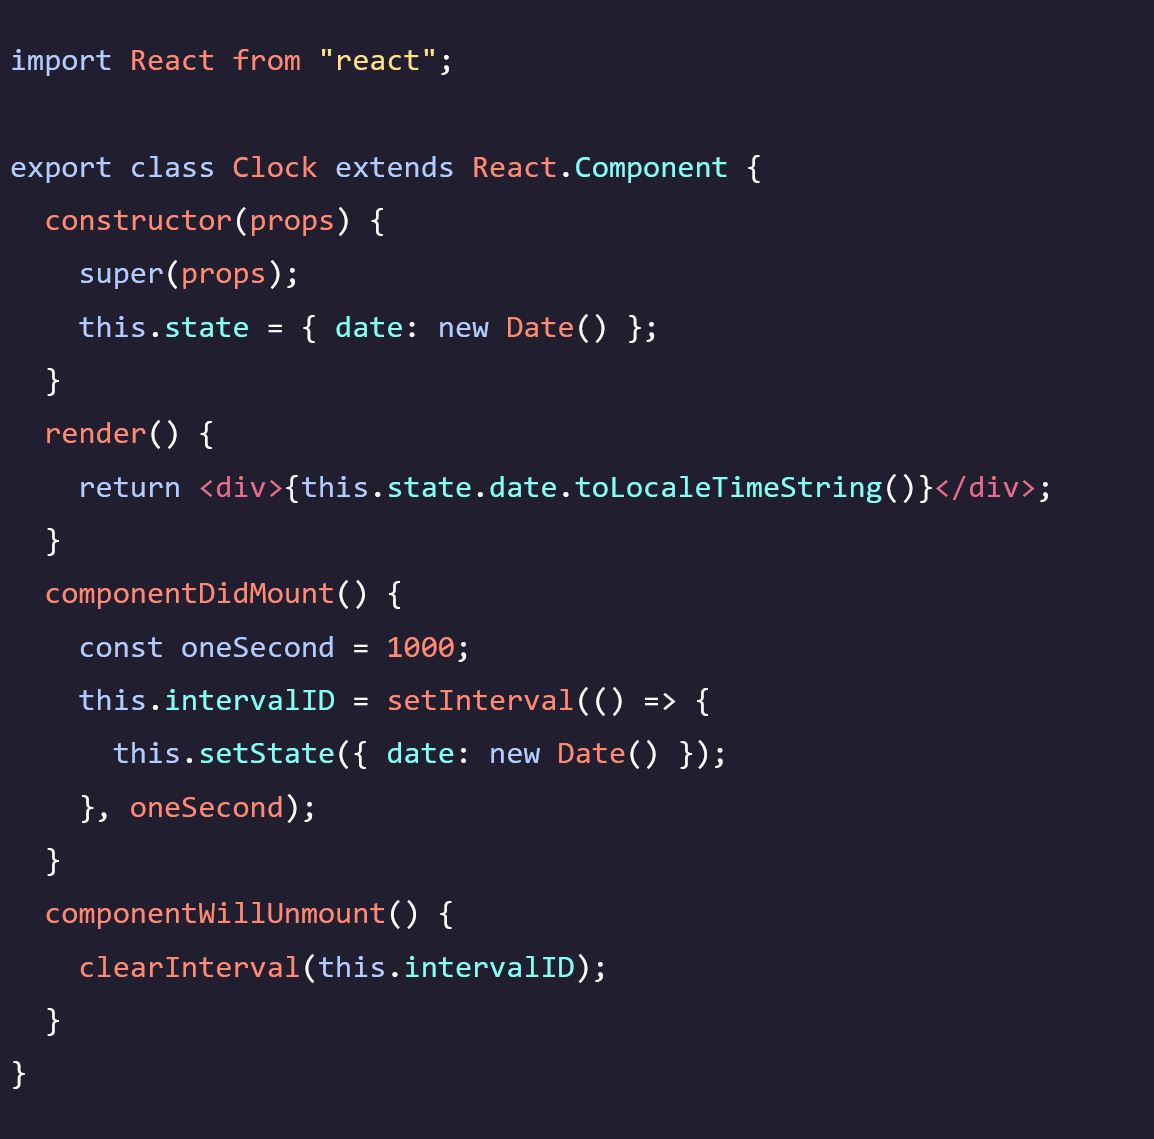 import React from "react";

export class Clock extends React.Component {
  constructor(props) {
    super(props);
    this.state = { date: new Date() };
  }
  render() {
    return <div>{this.state.date.toLocaleTimeString()}</div>;
  }
  componentDidMount() {
    const oneSecond = 1000;
    this.intervalID = setInterval(() => {
      this.setState({ date: new Date() });
    }, oneSecond);
  }
  componentWillUnmount() {
    clearInterval(this.intervalID);
  }
}